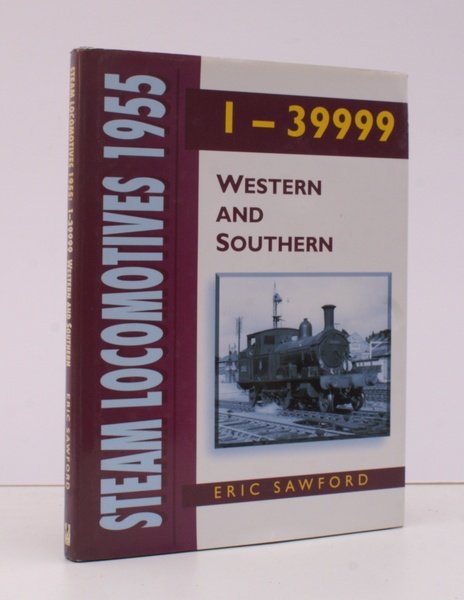 STEAM LOCOMOTIVES 1955: 1-39999 WESTERN AND SOUTHERN ERIC SAWFORD
STEAM LOCOMOTIVES 1955
1 – 39999
WESTERN
AND
SOUTHERN
ERIC SAWFORD